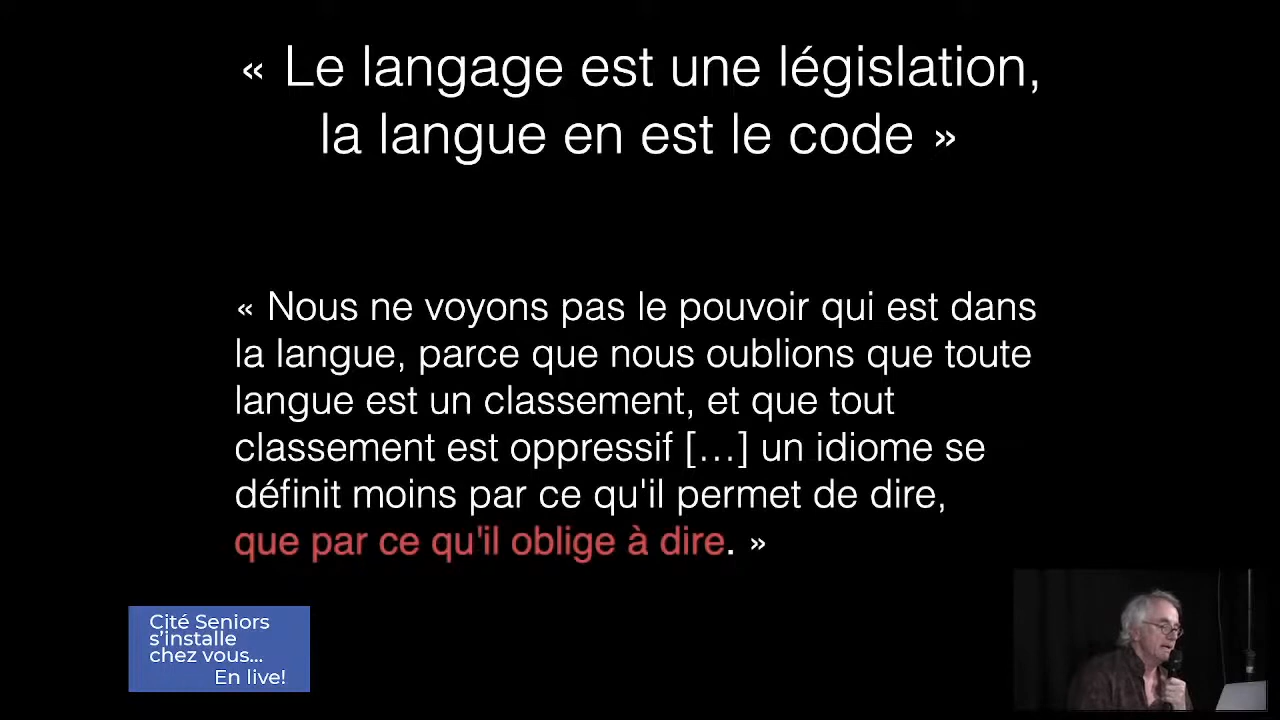 « Le langage est une législation,
la langue en est le code »
« Nous ne voyons pas le pouvoir qui est dans
la langue, parce que nous oublions que toute
langue est un classement, et que tout
classement est oppressif […] un idiome se
définit moins par ce qu'il permet de dire,
que par ce qu'il oblige à dire. »
Cité Seniors
s'installe
chez vous...
En live!